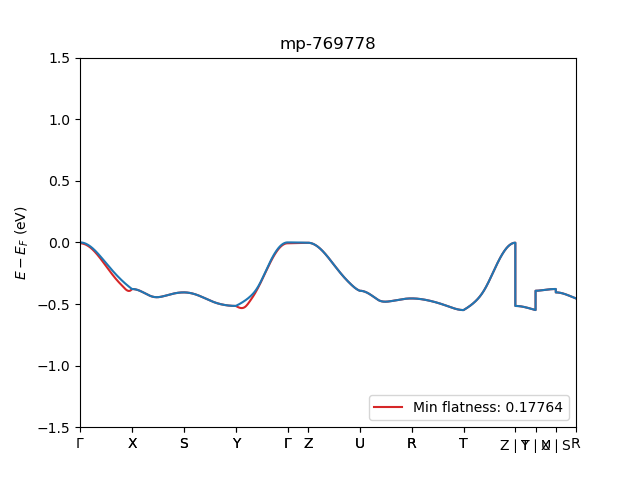 mp-769778
1.5
1.0
0.5
0.0
−0.5
−1.0
−1.5
E − E_F (eV)
Min flatness: 0.17764
Γ X S Y Γ Z U R T Z | Y | X | S R